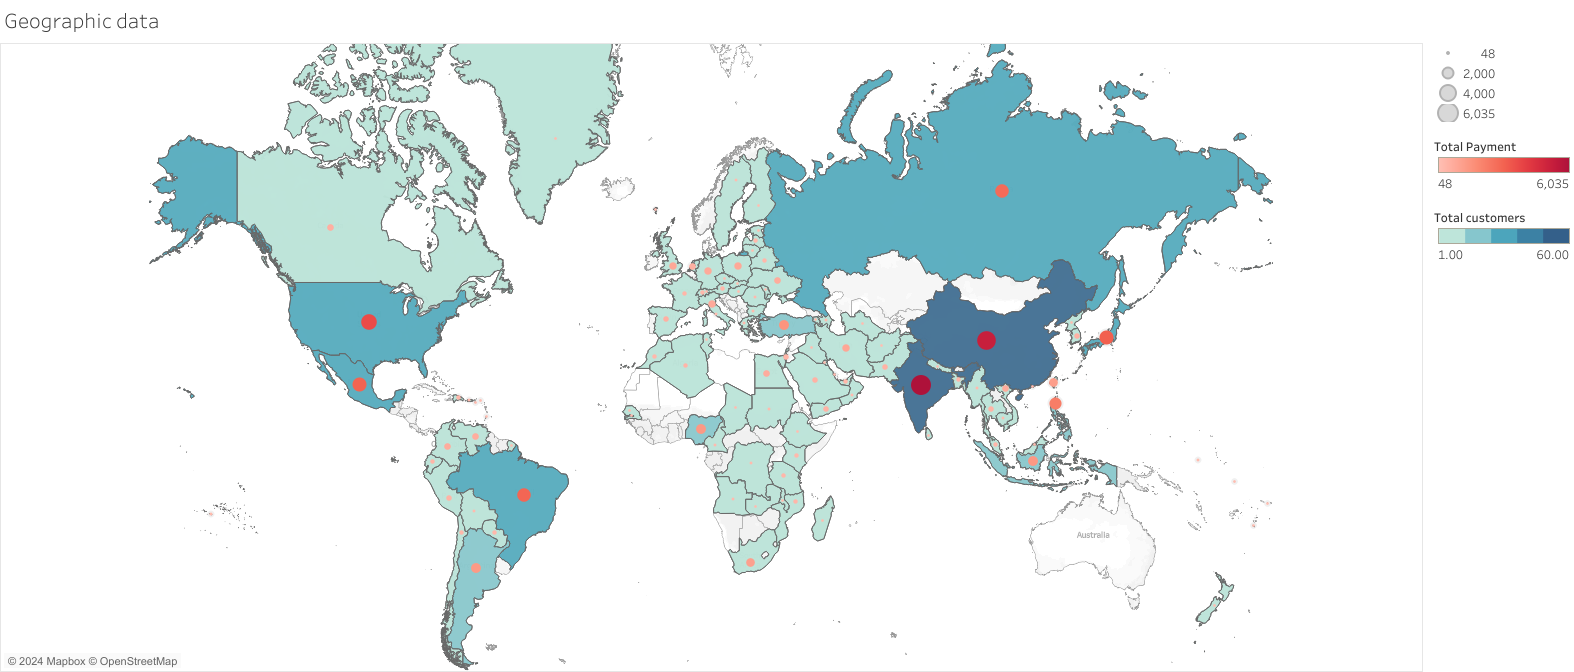 Geographic data
48
2,000
4,000
6,035
Total Payment
48 6,035
Total customers
1.00 60.00
Australia
© 2024 Mapbox © OpenStreetMap